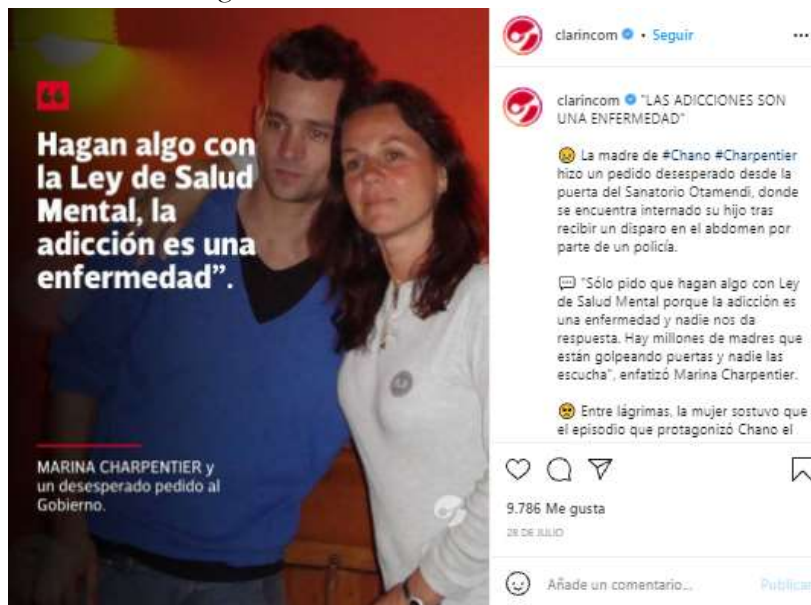 Hagan algo con
la Ley de Salud
Mental, la
adicción es una
enfermedad”.
MARINA CHARPENTIER y
un desesperado pedido al
Gobierno.
clarincom • Seguir
clarincom "LAS ADICCIONES SON
UNA ENFERMEDAD"
La madre de #Chano #Charpentier
hizo un pedido desesperado desde la
puerta del Sanatorio Otamendi, donde
se encuentra internado su hijo tras
recibir un disparo en el abdomen por
parte de un policía.
"Sólo pido que hagan algo con Ley
de Salud Mental porque la adicción es
una enfermedad y nadie nos da
respuesta. Hay millones de madres que
están golpeando puertas y nadie las
escucha", enfatizó Marina Charpentier.
Entre lágrimas, la mujer sostuvo que
el episodio que protagonizó Chano el
9.786 Me gusta
28 DE JULIO
Añade un comentario... Publicar